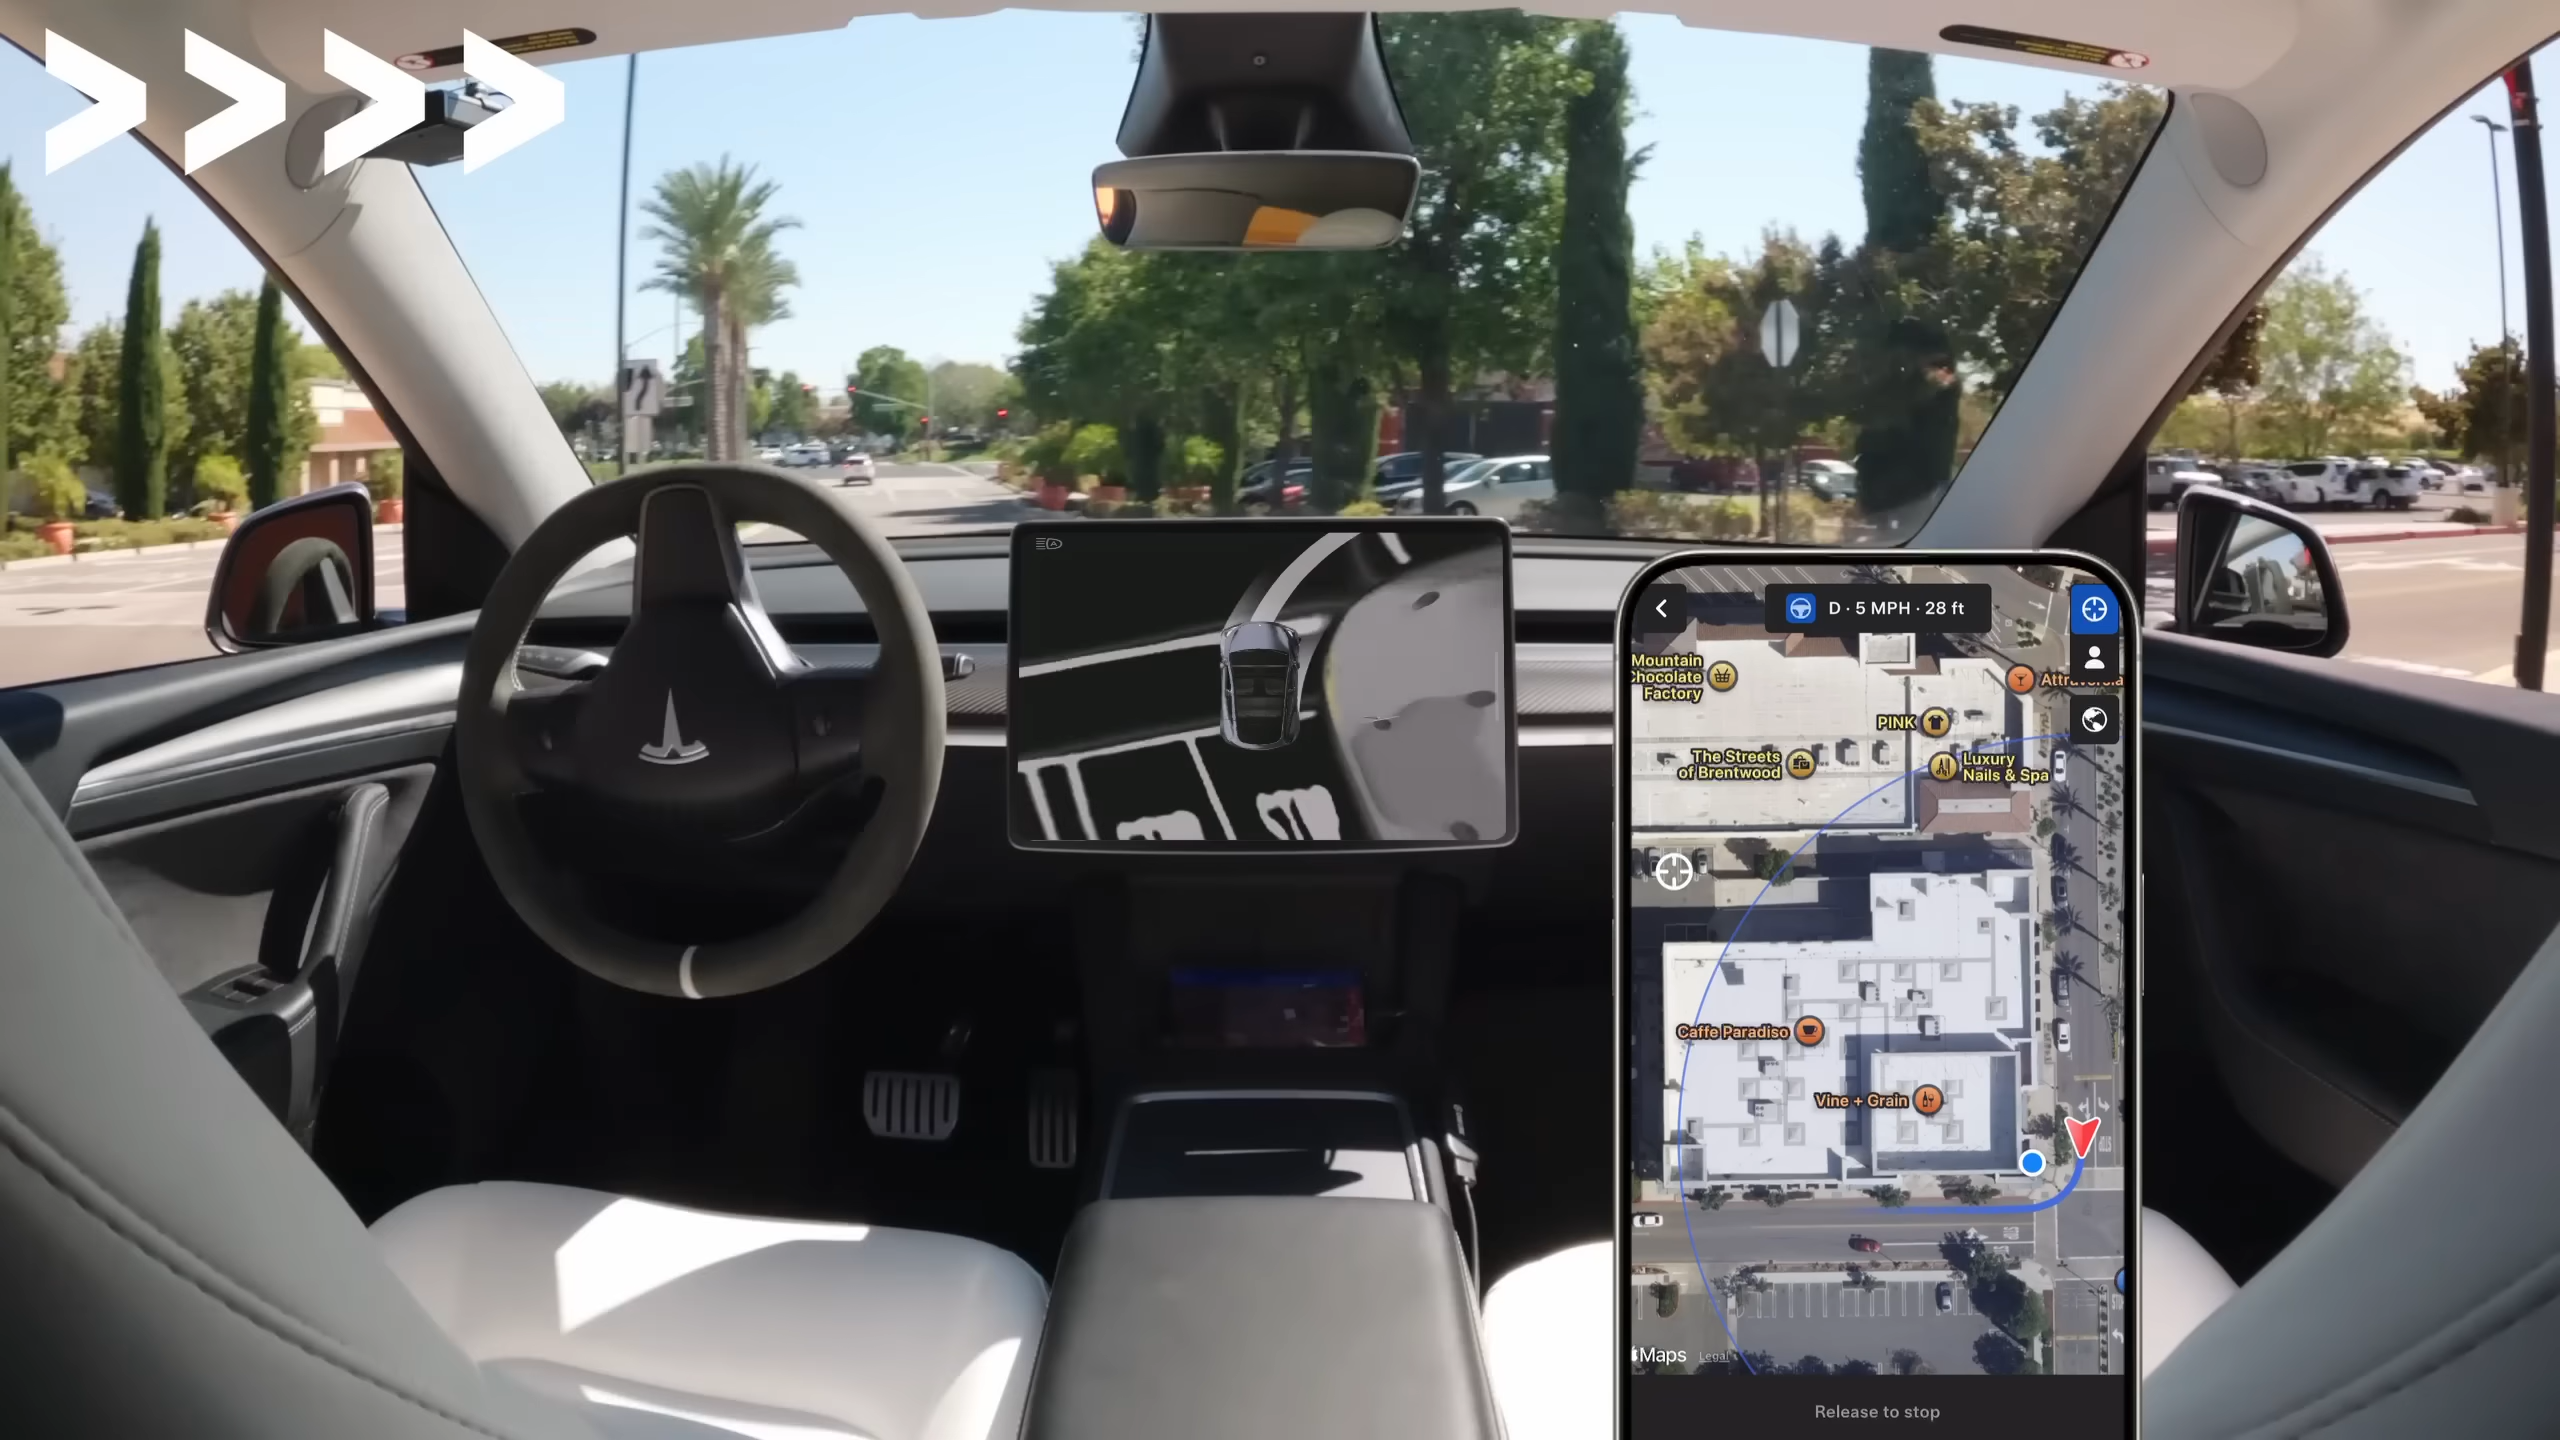 D · 5 MPH · 28 ft
Mountain
Chocolate
Factory
Attraversia
PINK
The Streets
of Brentwood
Luxury
Nails & Spa
Caffe Paradiso
Vine + Grain
Maps
Legal
Release to stop